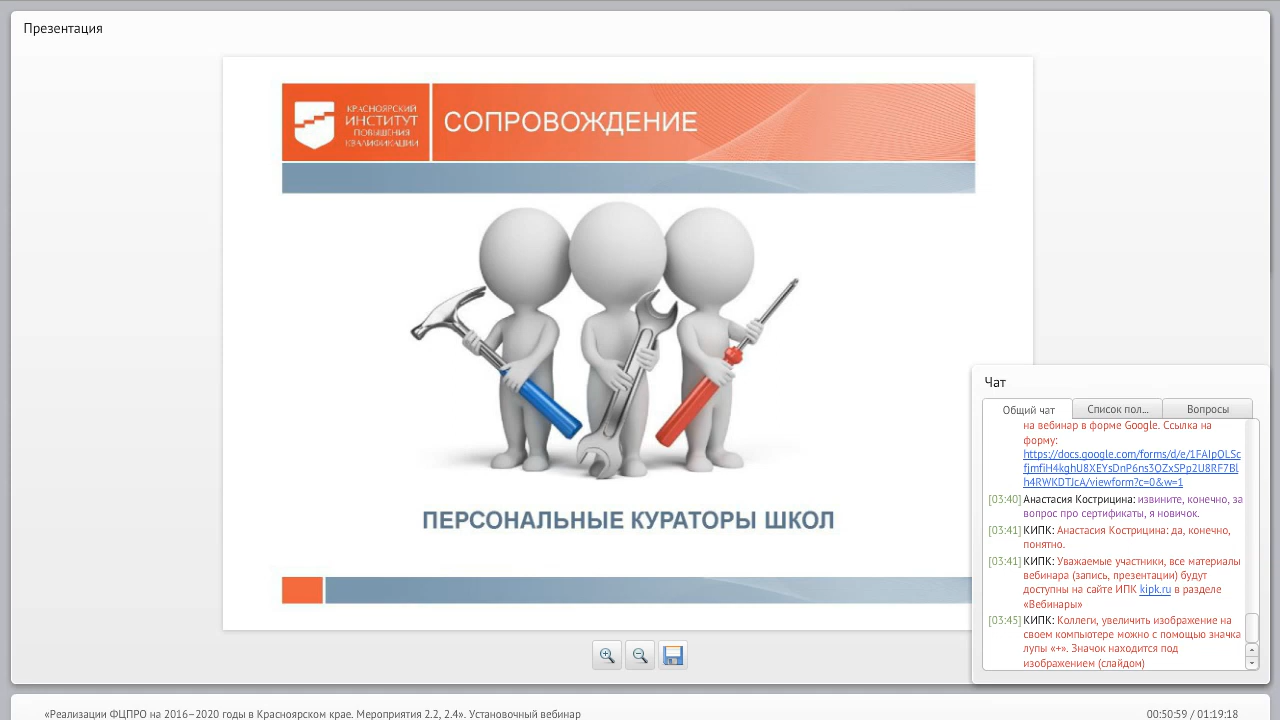 Презентация
КРАСНОЯРСКИЙ
ИНСТИТУТ
ПОВЫШЕНИЯ
КВАЛИФИКАЦИИ
СОПРОВОЖДЕНИЕ
ПЕРСОНАЛЬНЫЕ КУРАТОРЫ ШКОЛ
Чат
Общий чат
Список пол...
Вопросы
на вебинар в форме Google. Ссылка на
форму:
https://docs.google.com/forms/d/e/1FAIpQLSc
fjmfiH4kghU8XEYsDnP6ns3OZxSPp2U8RF7Bl
h4RWKDTJcA/viewform?c=0&w=1
[03:40] Анастасия Кострицина: извините, конечно, за
вопрос про сертификаты, я новичок.
[03:41] КИПК: Анастасия Кострицина: да, конечно,
понятно.
[03:41] КИПК: Уважаемые участники, все материалы
вебинара (запись, презентации) будут
доступны на сайте ИПК kipk.ru в разделе
«Вебинары»
[03:45] КИПК: Коллеги, увеличить изображение на
своем компьютере можно с помощью значка
лупы «+». Значок находится под
изображением (слайдом)
«Реализации ФЦПРО на 2016–2020 годы в Красноярском крае. Мероприятия 2.2, 2.4». Установочный вебинар
00:50:59 / 01:19:18